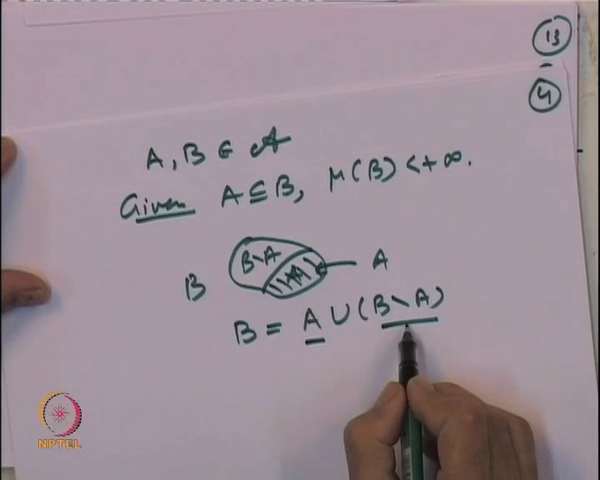 13
4
A, B ∈ 𝒜
Given A ⊆ B, μ(B) < +∞.
B\A
A
A
B
B = A ∪ (B\A)
NPTEL